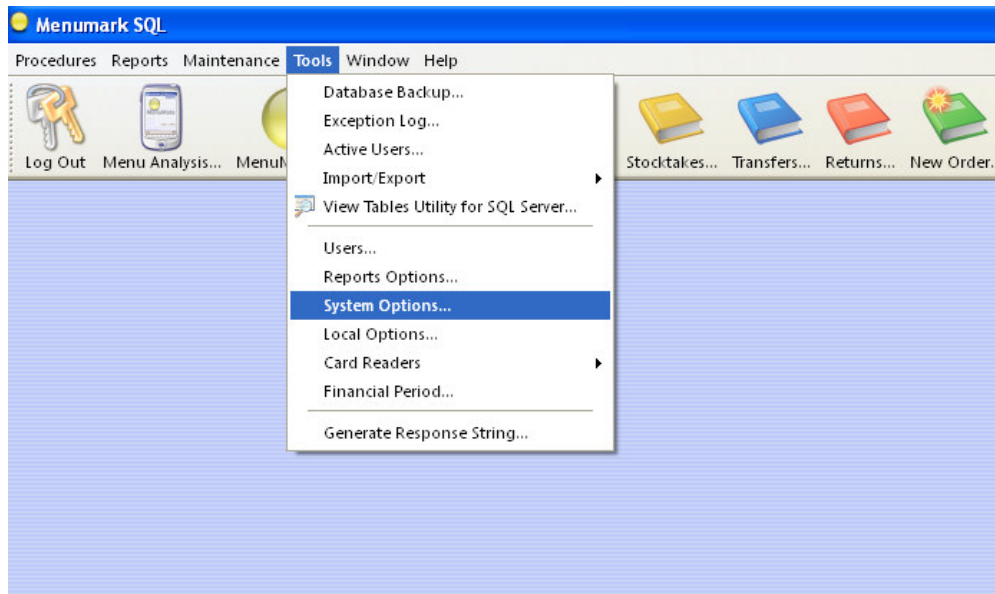 Menumark SQL
Procedures Reports Maintenance Tools Window Help
Log Out Menu Analysis... Stocktakes... Transfers... Returns... New Order.
Database Backup...
Exception Log...
Active Users...
Import/Export
View Tables Utility for SQL Server...
Users...
Reports Options...
System Options...
Local Options...
Card Readers
Financial Period...
Generate Response String...